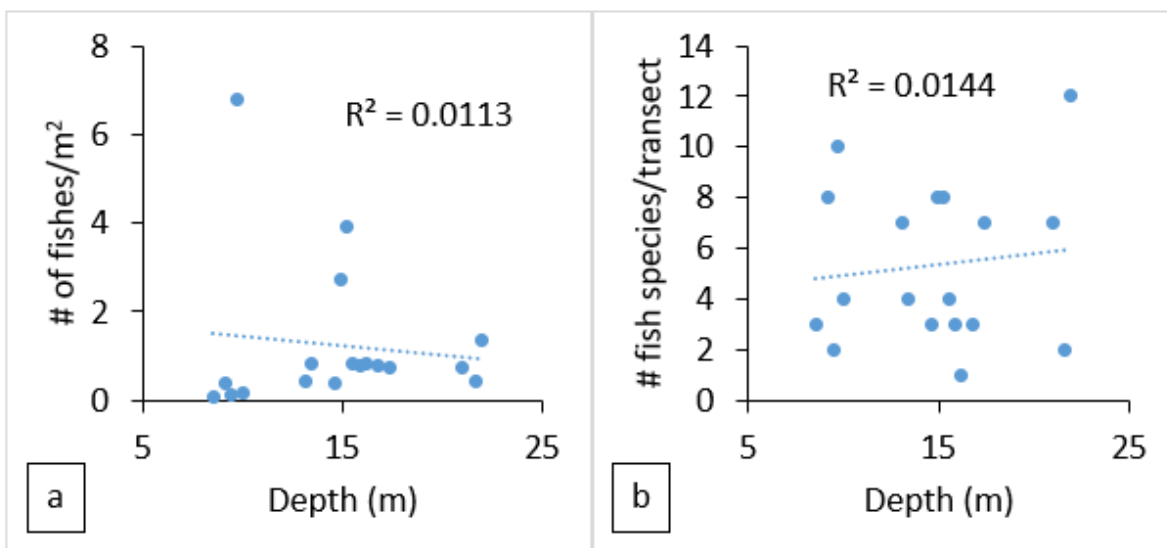 # of fishes/m²
8
6
4
2
0
R² = 0.0113
5 15 25
Depth (m)
a
# fish species/transect
14
12
10
8
6
4
2
0
R² = 0.0144
5 15 25
Depth (m)
b